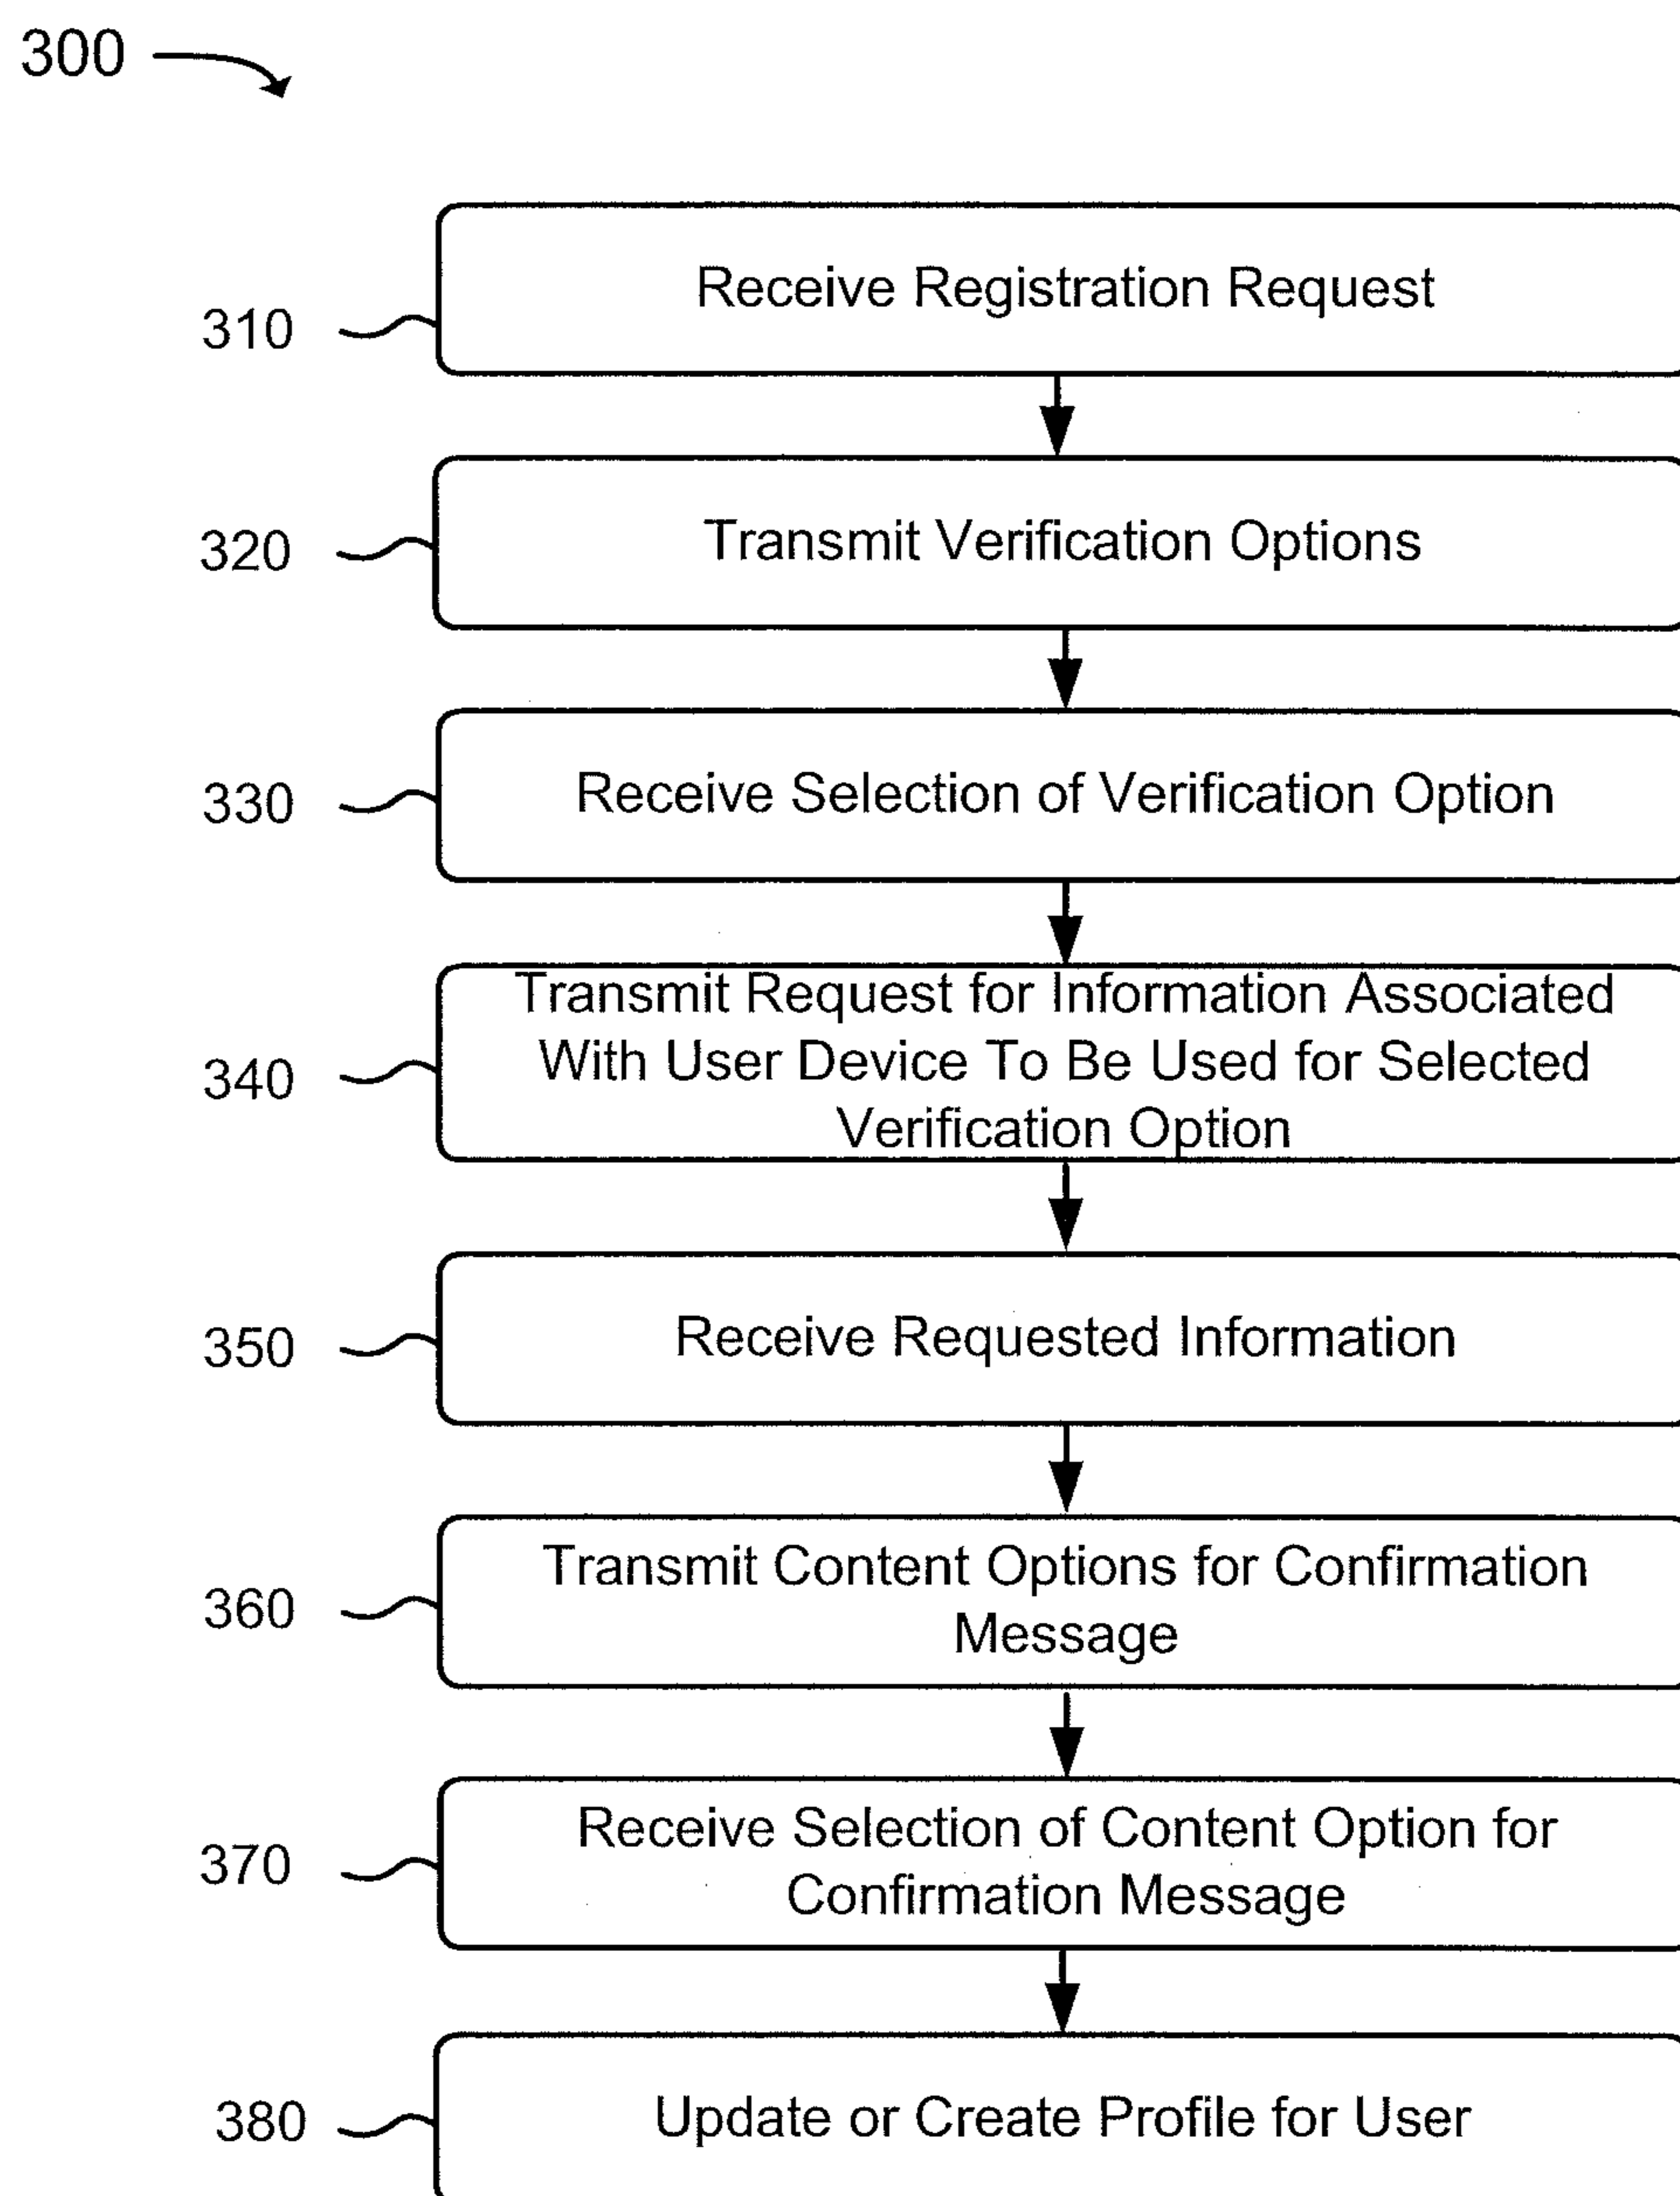 300
310
Receive Registration Request
320
Transmit Verification Options
330
Receive Selection of Verification Option
340
Transmit Request for Information Associated
With User Device To Be Used for Selected
Verification Option
350
Receive Requested Information
360
Transmit Content Options for Confirmation
Message
370
Receive Selection of Content Option for
Confirmation Message
380
Update or Create Profile for User